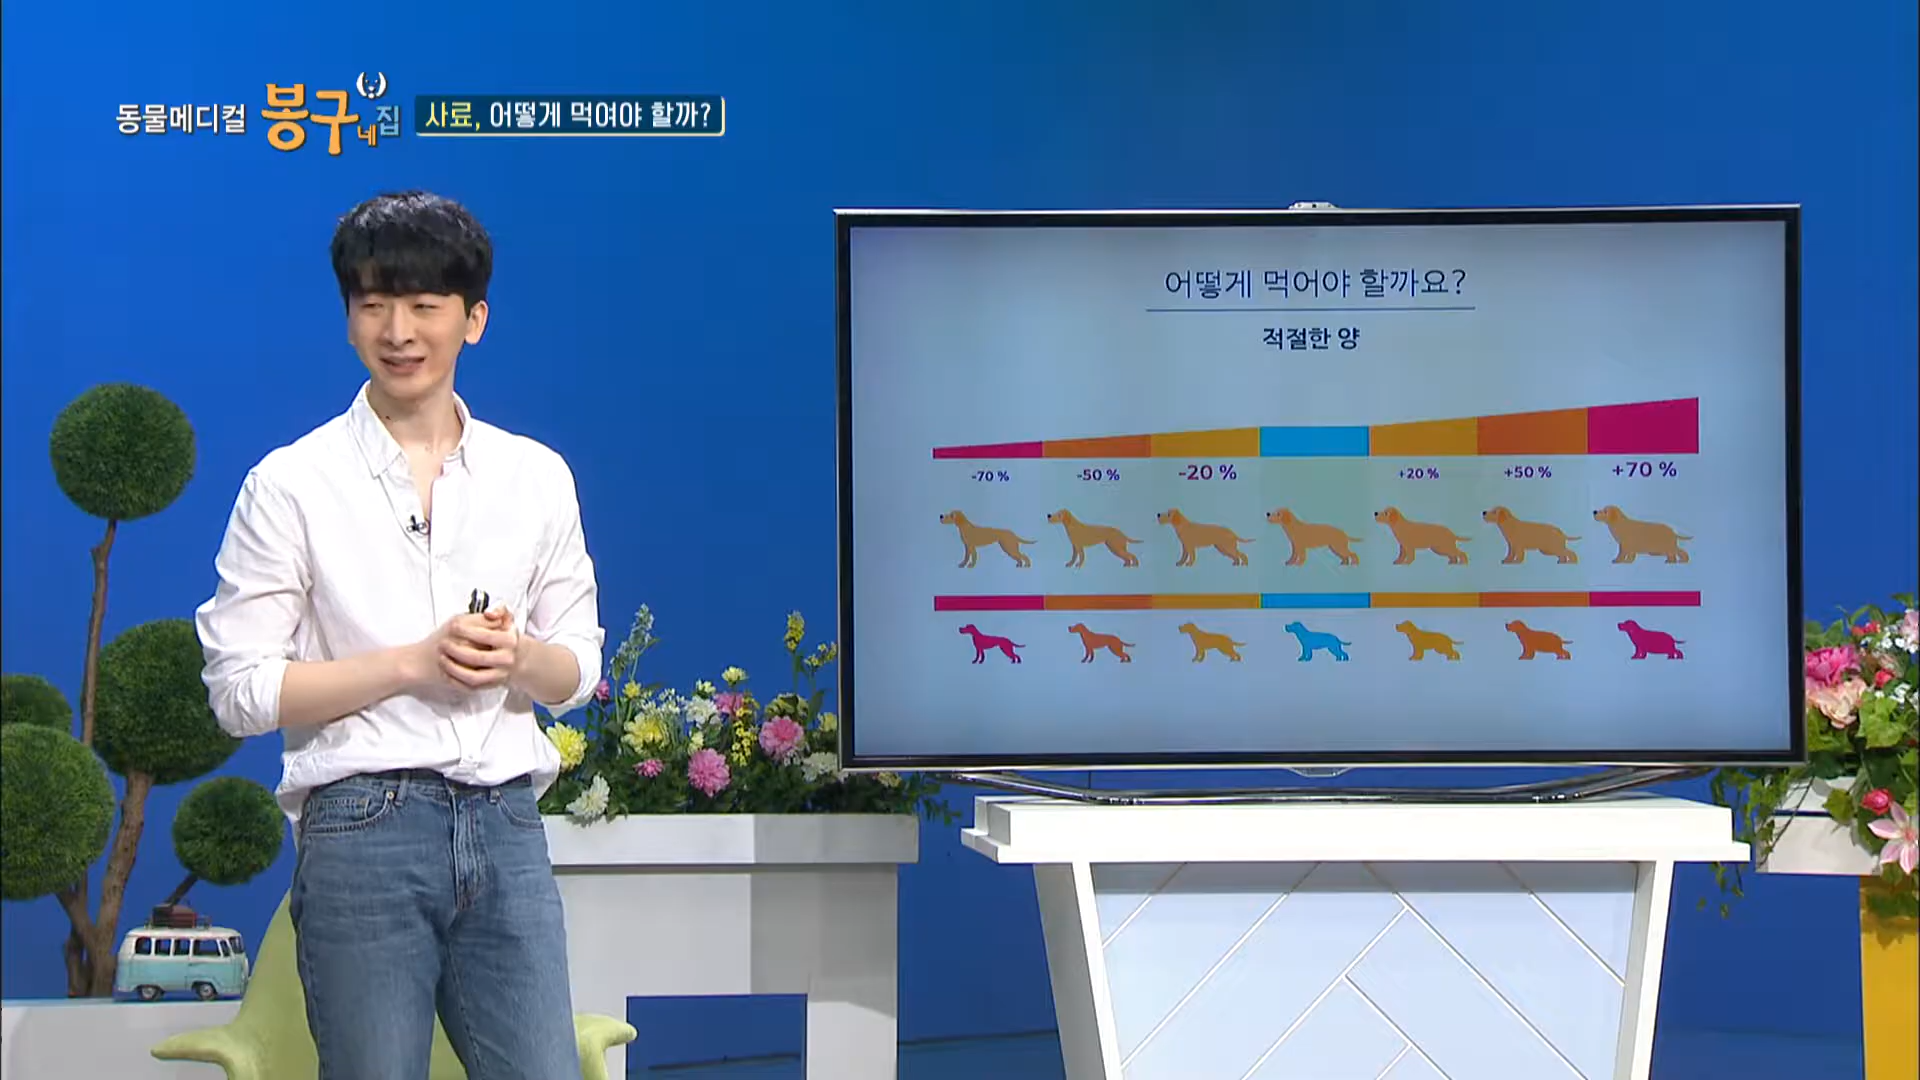 동물메디컬 봉구네집 사료, 어떻게 먹여야 할까?
어떻게 먹어야 할까요?
적절한 양
-70 % -50 % -20 % +20 % +50 % +70 %